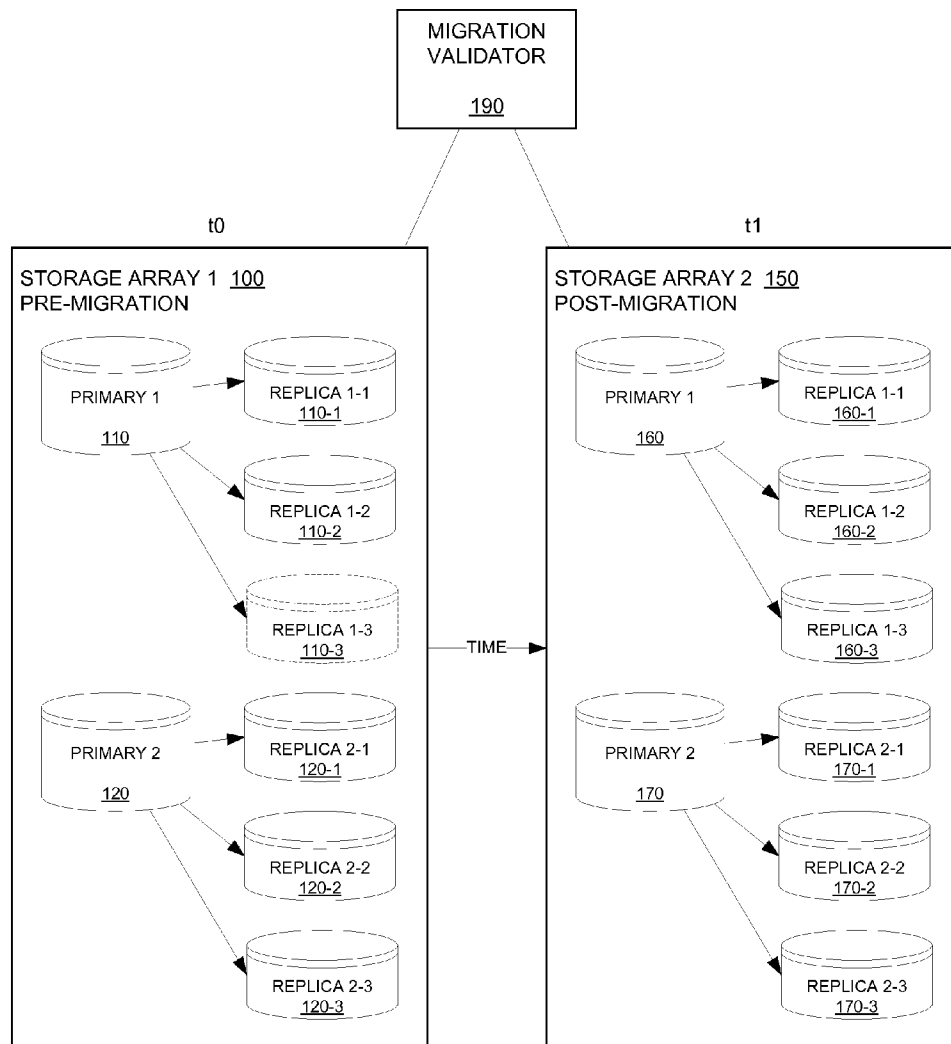 MIGRATION
VALIDATOR
190
t0
STORAGE ARRAY 1 100
PRE-MIGRATION
PRIMARY 1
110
REPLICA 1-1
110-1
REPLICA 1-2
110-2
REPLICA 1-3
110-3
PRIMARY 2
120
REPLICA 2-1
120-1
REPLICA 2-2
120-2
REPLICA 2-3
120-3
TIME
t1
STORAGE ARRAY 2 150
POST-MIGRATION
PRIMARY 1
160
REPLICA 1-1
160-1
REPLICA 1-2
160-2
REPLICA 1-3
160-3
PRIMARY 2
170
REPLICA 2-1
170-1
REPLICA 2-2
170-2
REPLICA 2-3
170-3